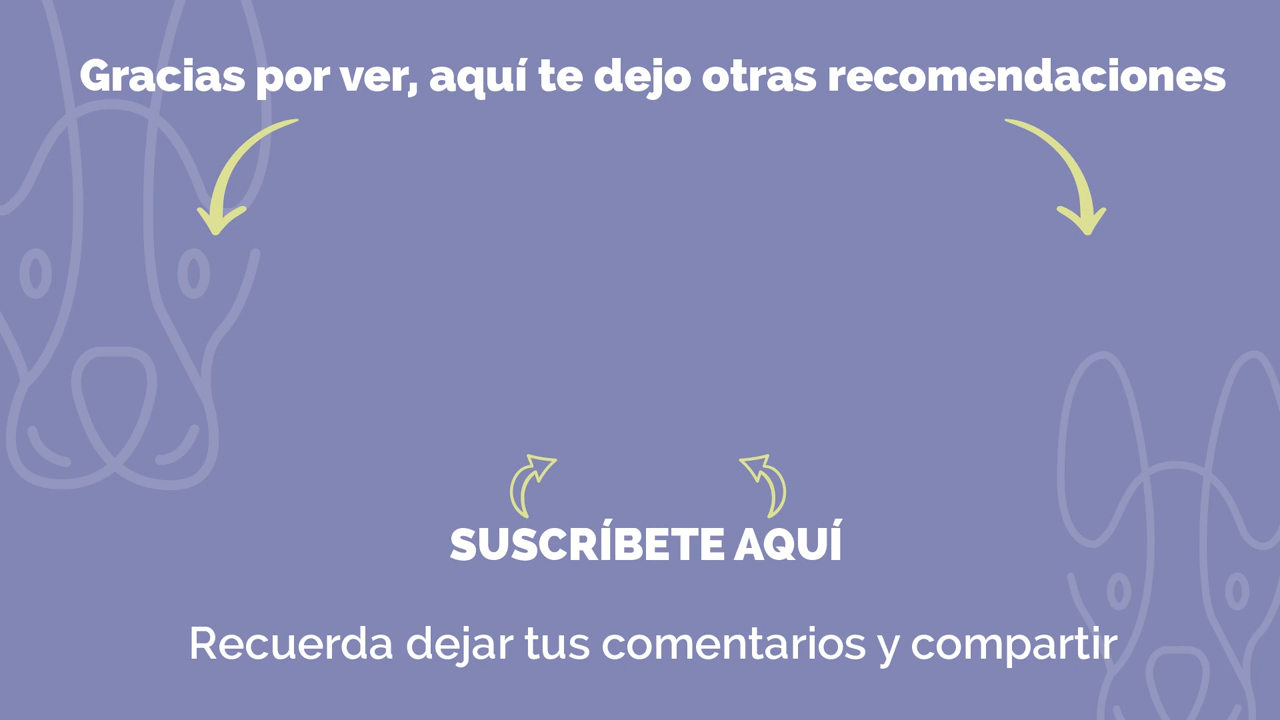 Gracias por ver, aquí te dejo otras recomendaciones
SUSCRÍBETE AQUÍ
Recuerda dejar tus comentarios y compartir